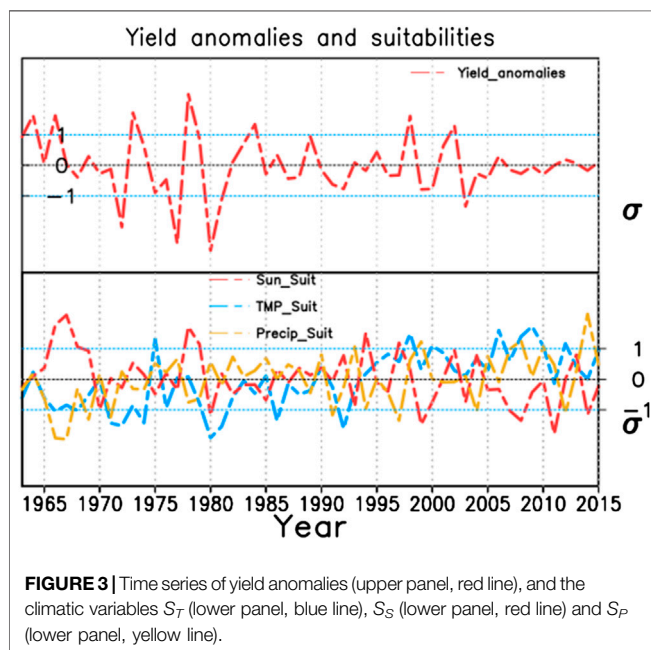 Yield anomalies and suitabilities
Yield_anomalies
1
0
−1
σ
Sun_Suit
TMP_Suit
Precip_Suit
1
0
−1
σ
1965 1970 1975 1980 1985 1990 1995 2000 2005 2010 2015
Year
FIGURE 3 | Time series of yield anomalies (upper panel, red line), and the
climatic variables S_T (lower panel, blue line), S_S (lower panel, red line) and S_P
(lower panel, yellow line).